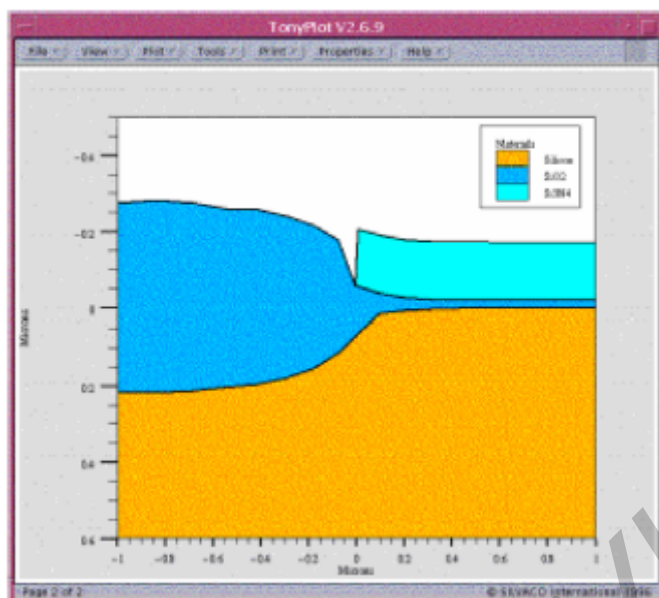 TonyPlot V2.6.9
File View Plot Tools Print Properties Help
Materials
Silicon
SiO2
Si3N4
-0.4
-0.2
0
0.2
0.4
0.6
Microns
-1 -0.8 -0.6 -0.4 -0.2 0 0.2 0.4 0.6 0.8 1
Microns
Page 2 of 2
© SILVACO International 1996